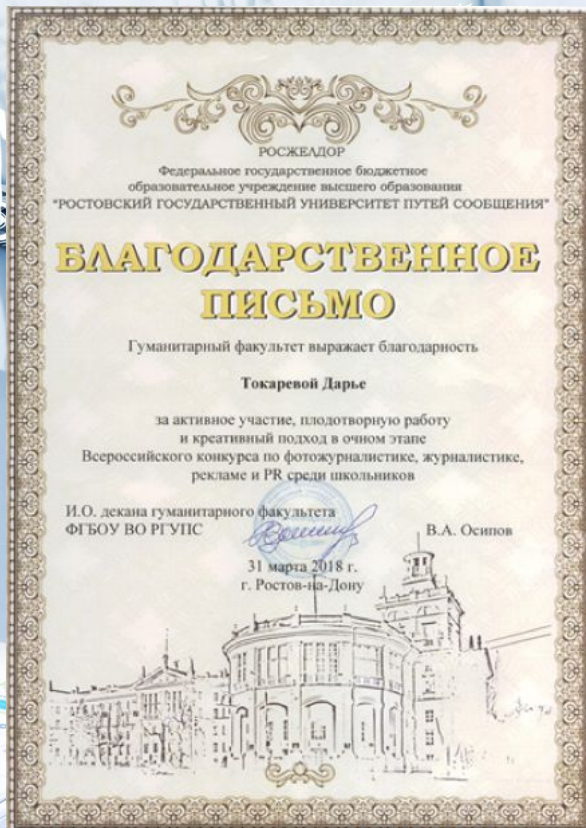 РОСЖЕЛДОР
Федеральное государственное бюджетное
образовательное учреждение высшего образования
"РОСТОВСКИЙ ГОСУДАРСТВЕННЫЙ УНИВЕРСИТЕТ ПУТЕЙ СООБЩЕНИЯ"
БЛАГОДАРСТВЕННОЕ
ПИСЬМО
Гуманитарный факультет выражает благодарность
Токаревой Дарье
за активное участие, плодотворную работу
и креативный подход в очном этапе
Всероссийского конкурса по фотожурналистике, журналистике,
рекламе и PR среди школьников
И.О. декана гуманитарного факультета
ФГБОУ ВО РГУПС В.А. Осипов
31 марта 2018 г.
г. Ростов-на-Дону